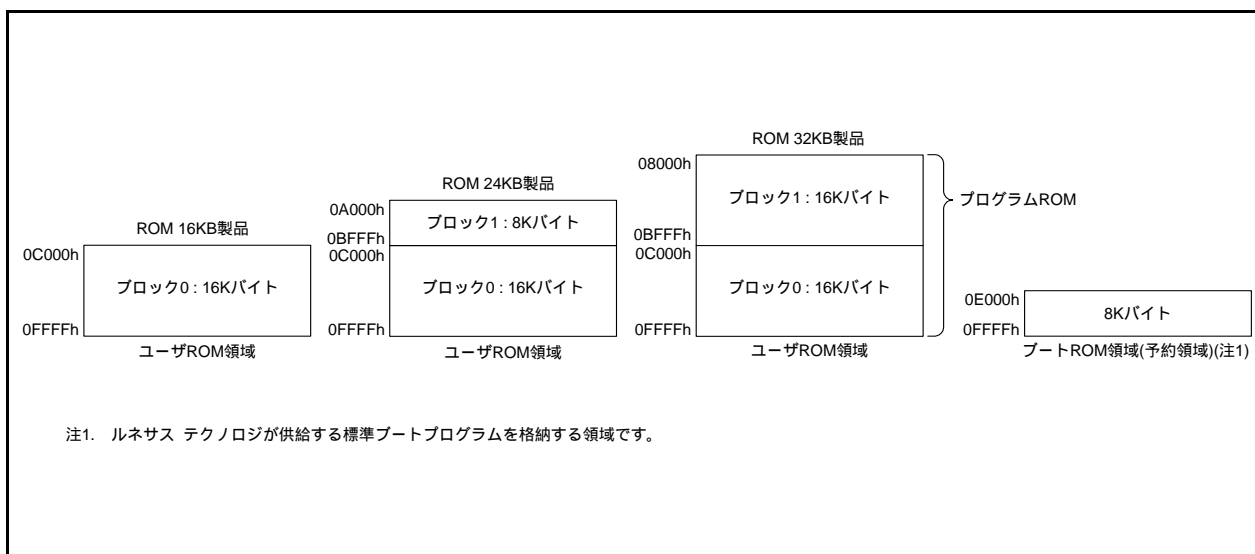 ROM 16KB製品
0C000h
ブロック0 : 16Kバイト
0FFFFh
ユーザROM領域
ROM 24KB製品
0A000h
ブロック1 : 8Kバイト
0BFFFh
0C000h
ブロック0 : 16Kバイト
0FFFFh
ユーザROM領域
ROM 32KB製品
08000h
ブロック1 : 16Kバイト
0BFFFh
0C000h
ブロック0 : 16Kバイト
0FFFFh
ユーザROM領域
プログラムROM
0E000h
8Kバイト
0FFFFh
ブートROM領域(予約領域)(注1)
注1. ルネサス テクノロジが供給する標準ブートプログラムを格納する領域です。